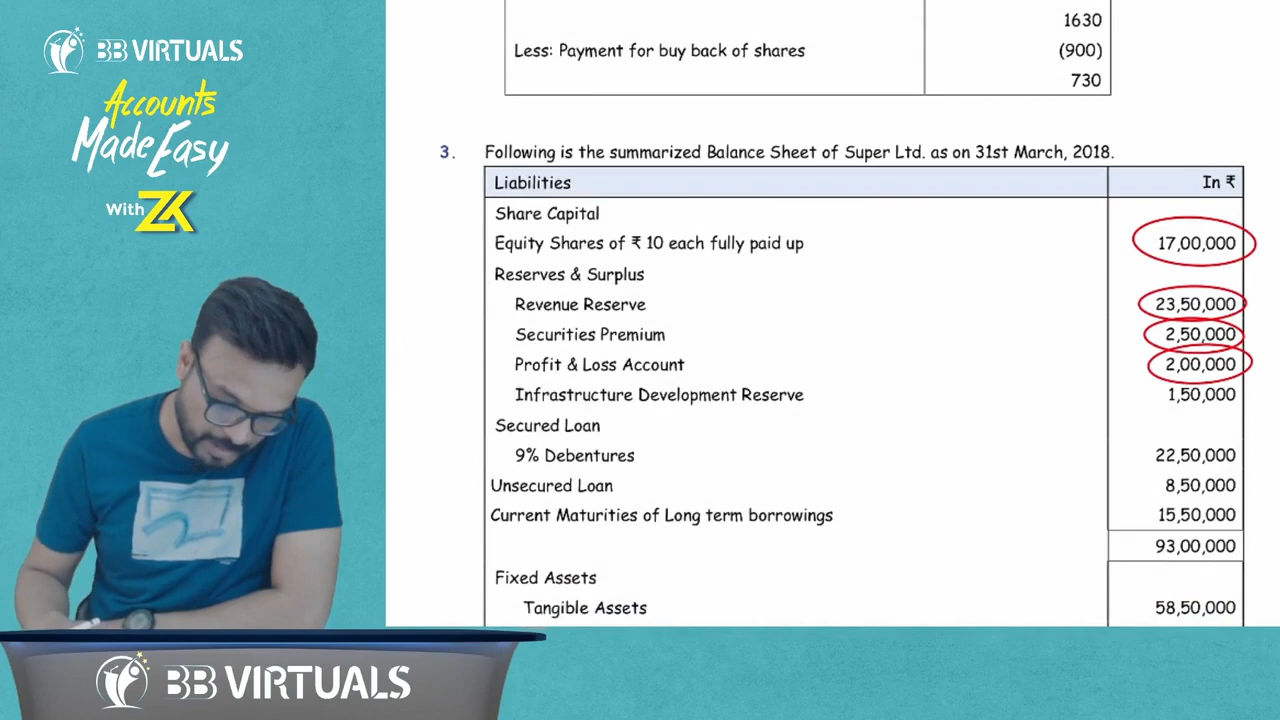 BB VIRTUALS
Accounts
Made Easy
With ZK
1630
Less: Payment for buy back of shares (900)
730
3. Following is the summarized Balance Sheet of Super Ltd. as on 31st March, 2018.
Liabilities In ₹
Share Capital
Equity Shares of ₹ 10 each fully paid up 17,00,000
Reserves & Surplus
Revenue Reserve 23,50,000
Securities Premium 2,50,000
Profit & Loss Account 2,00,000
Infrastructure Development Reserve 1,50,000
Secured Loan
9% Debentures 22,50,000
Unsecured Loan 8,50,000
Current Maturities of Long term borrowings 15,50,000
93,00,000
Fixed Assets
Tangible Assets 58,50,000
BB VIRTUALS